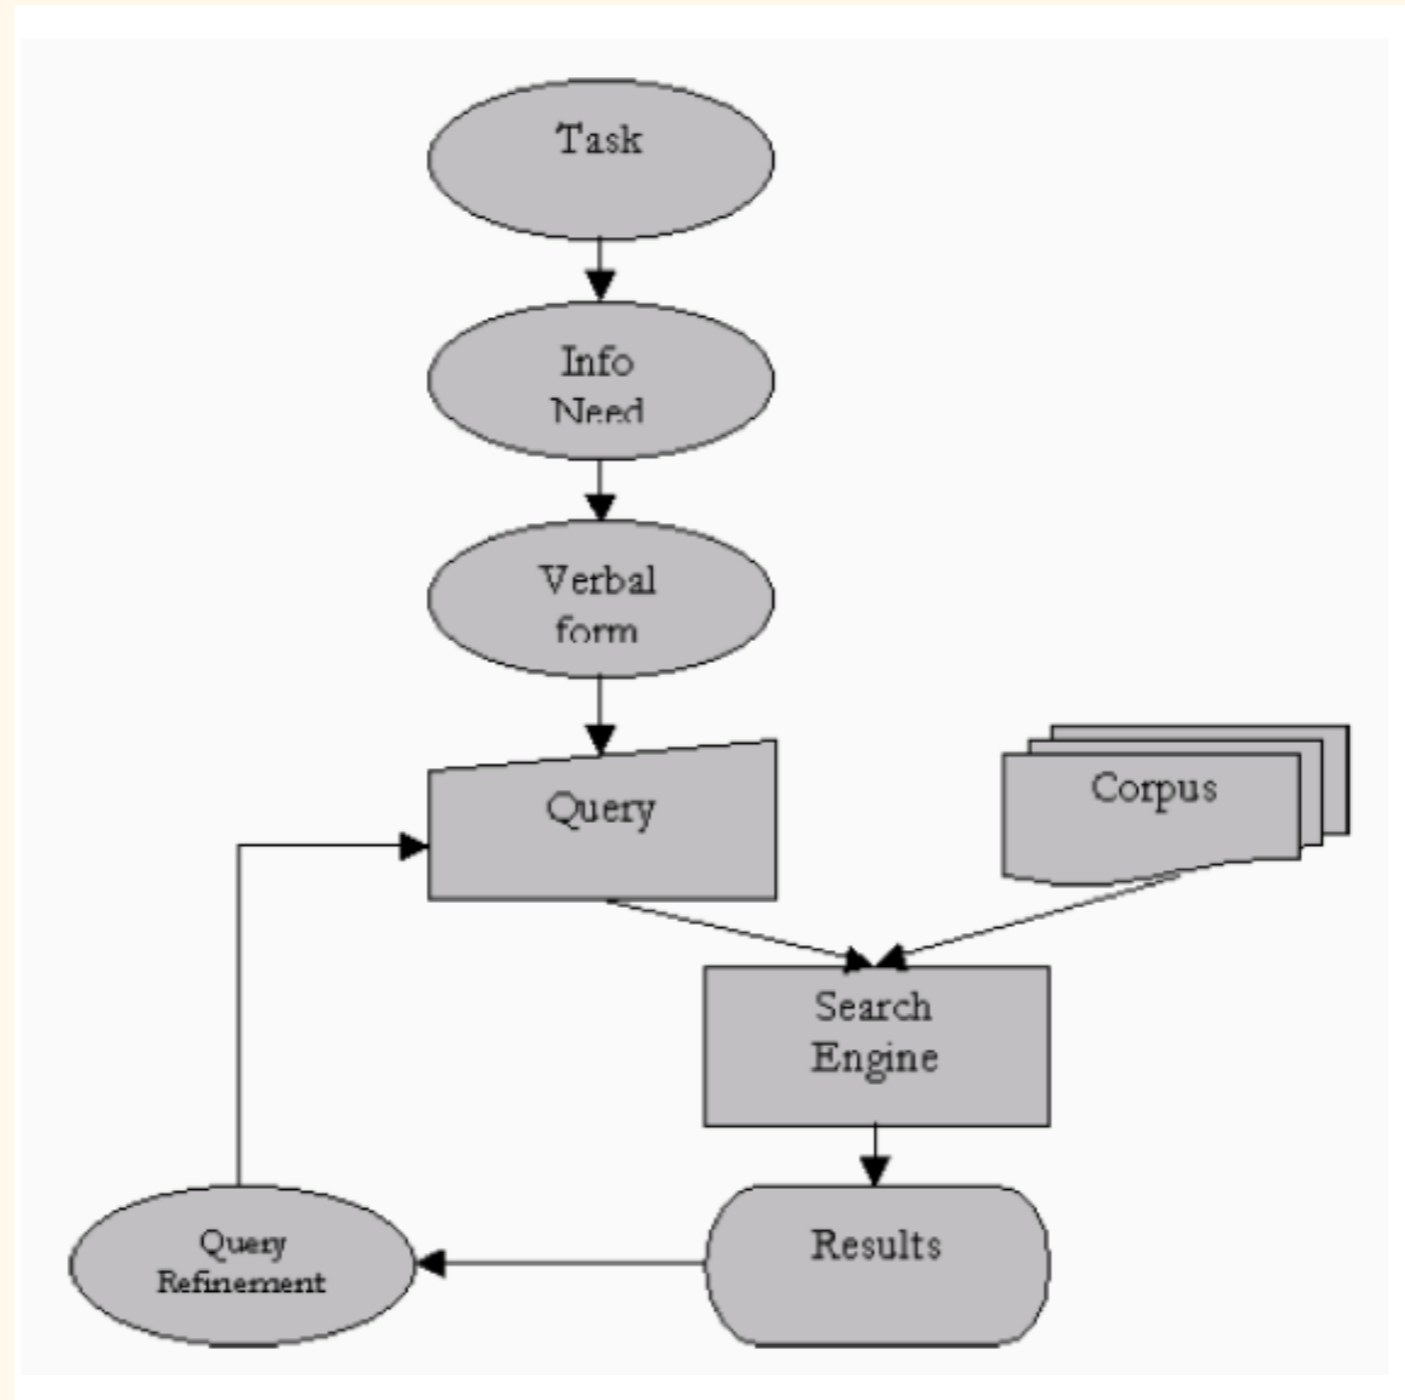 Task
Info
Need
Verbal
form
Query
Corpus
Search
Engine
Results
Query
Refinement